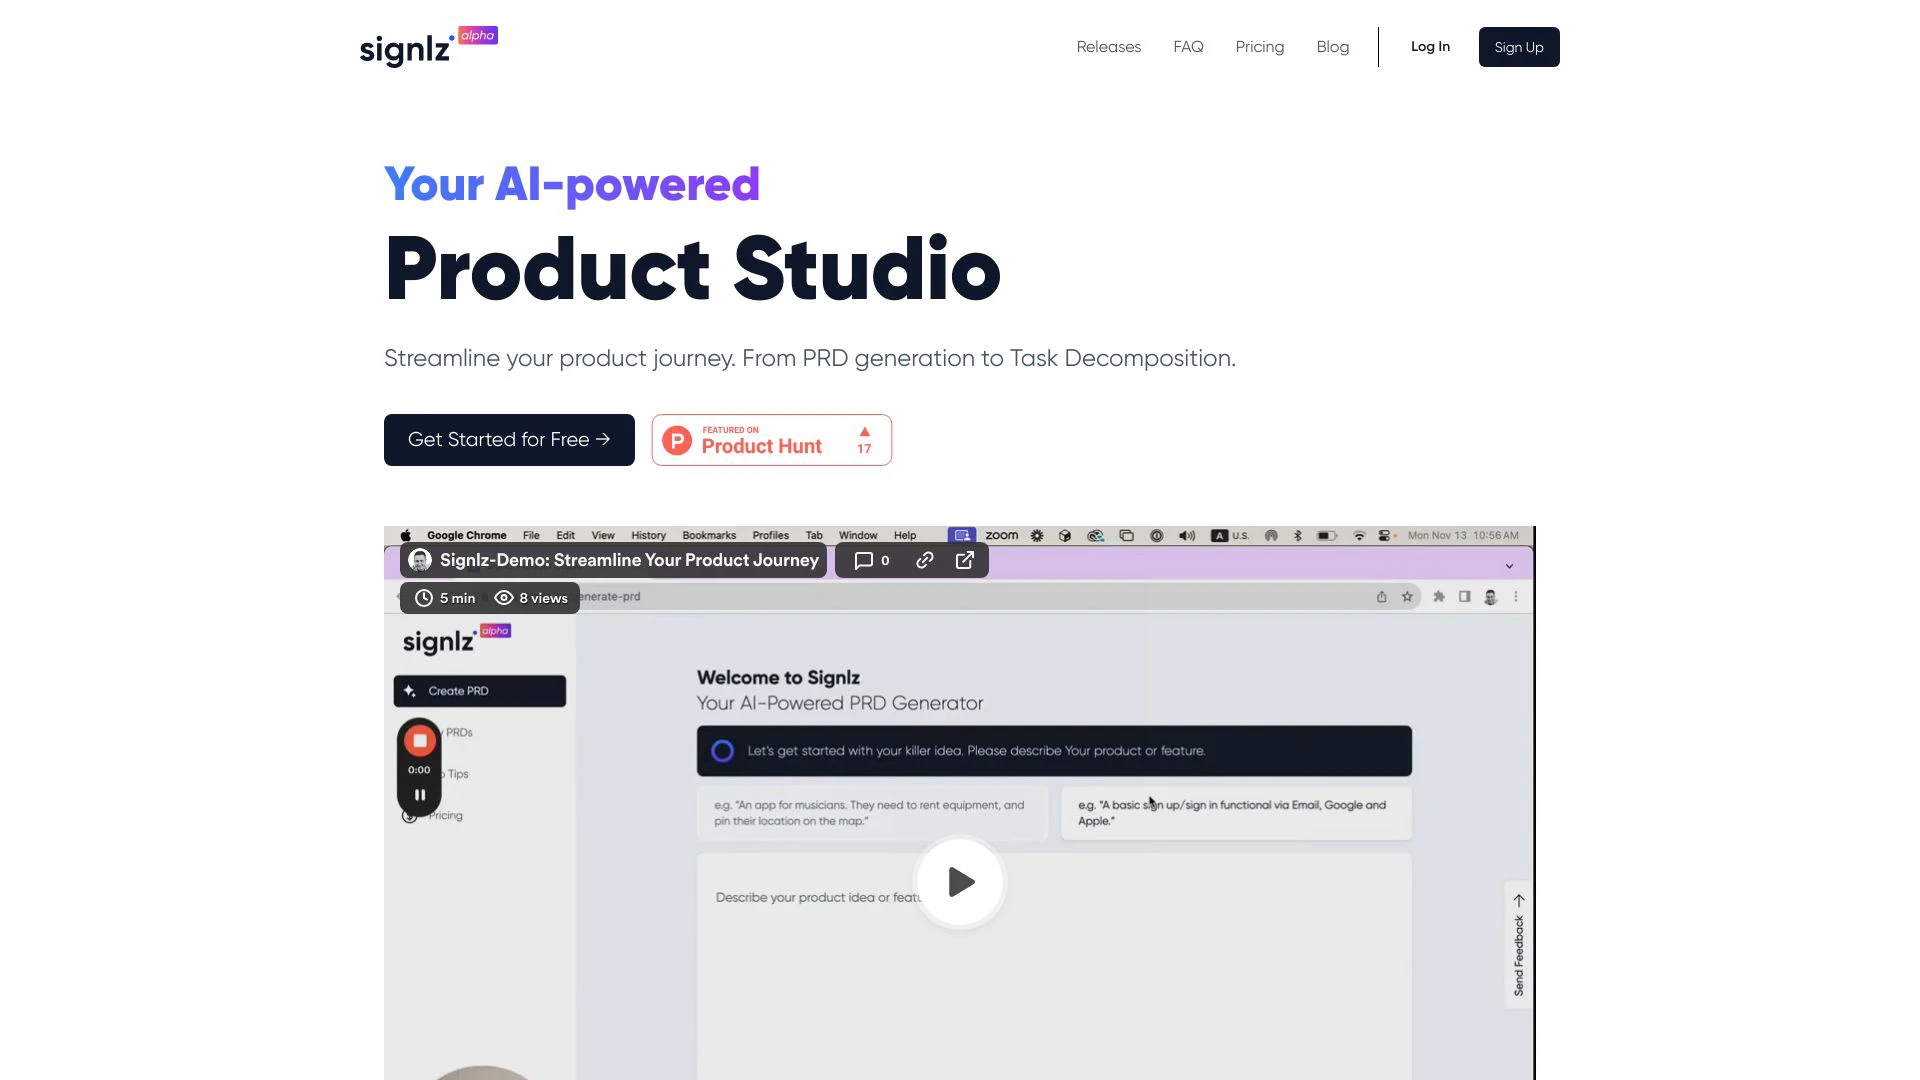 signlz alpha
Releases FAQ Pricing Blog Log In Sign Up
Your AI-powered
Product Studio
Streamline your product journey. From PRD generation to Task Decomposition.
Get Started for Free →
FEATURED ON
Product Hunt
17
Google Chrome File Edit View History Bookmarks Profiles Tab Window Help zoom A U.S. Mon Nov 13 10:56 AM
Signlz-Demo: Streamline Your Product Journey 0
5 min 8 views enerate-prd
signlz alpha
Create PRD
PRDs
0:00
Tips
Pricing
Welcome to Signlz
Your AI-Powered PRD Generator
Let's get started with your killer idea. Please describe Your product or feature.
e.g. "An app for musicians. They need to rent equipment, and
pin their location on the map."
e.g. "A basic sign up/sign in functional via Email, Google and
Apple."
Describe your product idea or featu
Send Feedback →